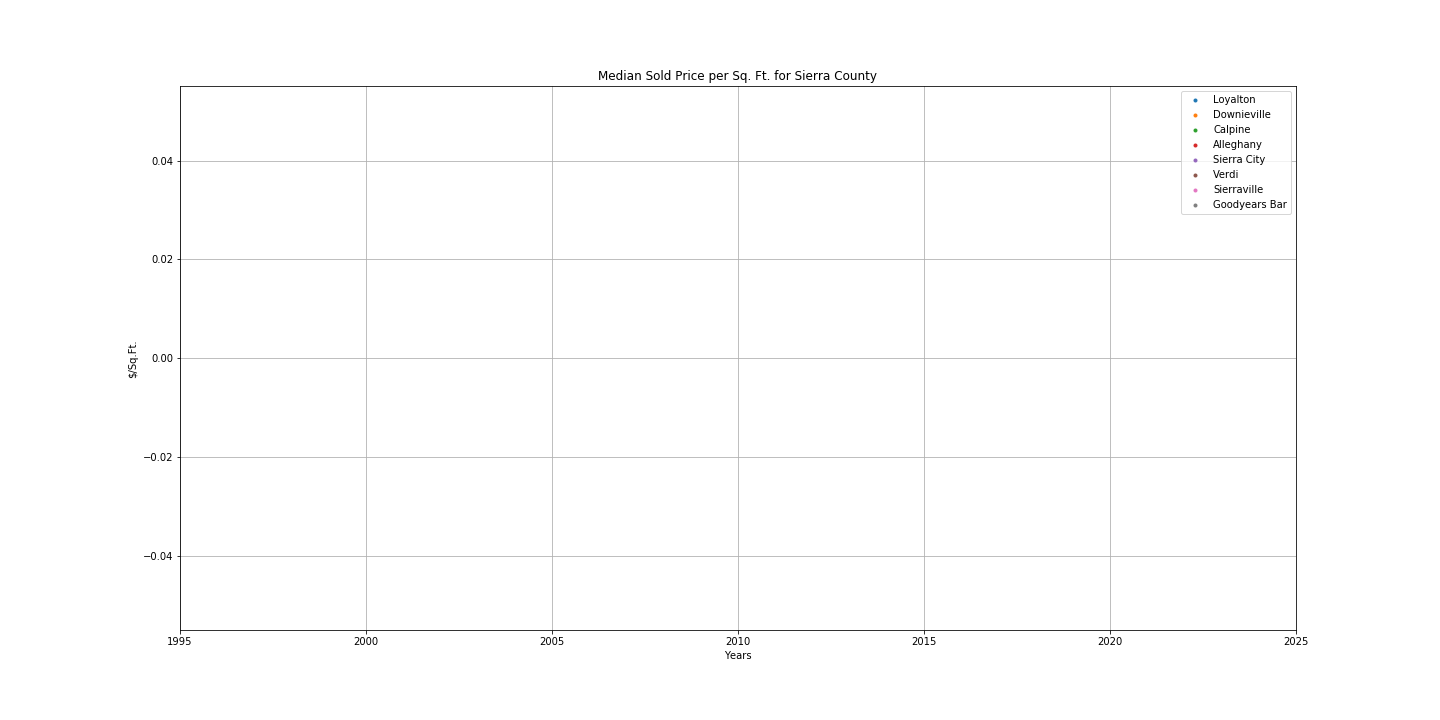 Median Sold Price per Sq. Ft. for Sierra County
Loyalton
Downieville
Calpine
Alleghany
Sierra City
Verdi
Sierraville
Goodyears Bar
0.04
0.02
0.00
−0.02
−0.04
$/Sq.Ft.
1995 2000 2005 2010 2015 2020 2025
Years